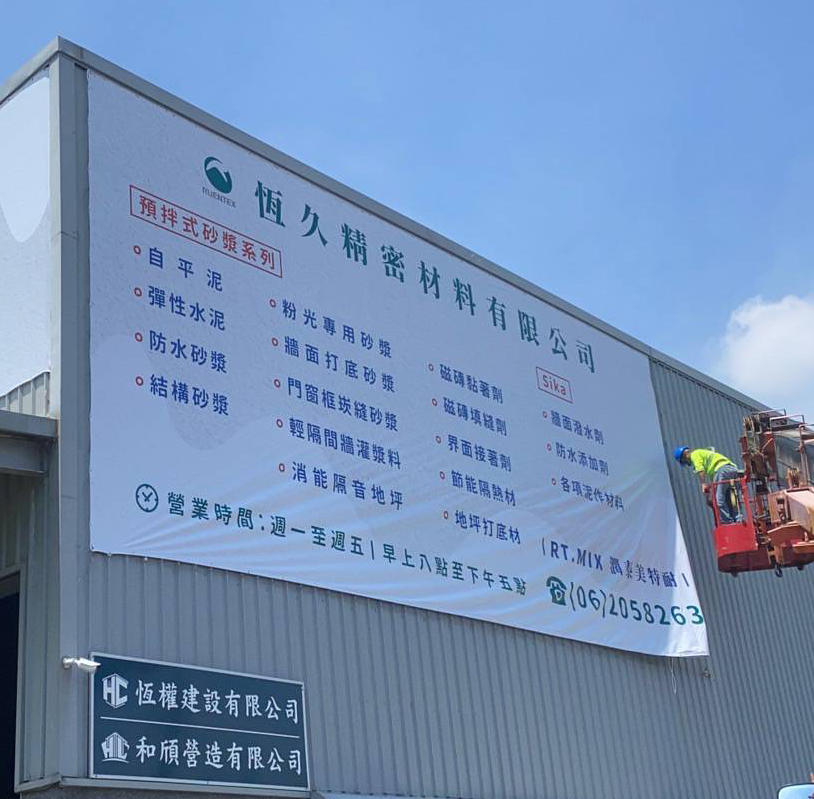 RUENTEX
恆久精密材料有限公司
預拌式砂漿系列
自平泥
彈性水泥
防水砂漿
結構砂漿
粉光專用砂漿
牆面打底砂漿
門窗框崁縫砂漿
輕隔間牆灌漿料
消能隔音地坪
磁磚黏著劑
磁磚填縫劑
界面接著劑
節能隔熱材
地坪打底材
Sika
牆面潑水劑
防水添加劑
各項泥作材料
營業時間：週一至週五|早上八點至下午五點
|RT.MIX 潤泰美特耐|
(06)2058263
HC 恆權建設有限公司
和頎營造有限公司